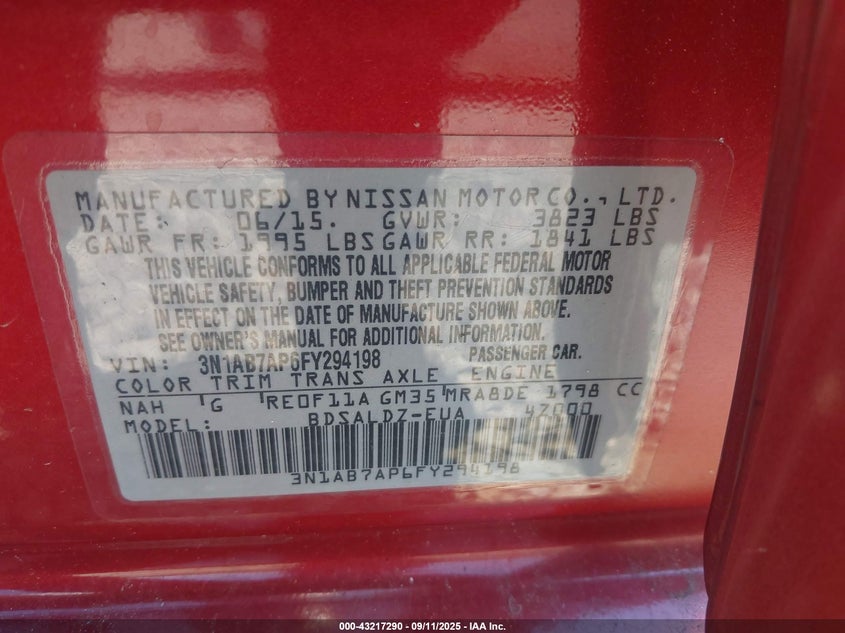 MANUFACTURED BY NISSAN MOTOR CO., LTD.
DATE: 06/15. GVWR: 3823 LBS
GAWR FR: 1995 LBS GAWR RR: 1841 LBS
THIS VEHICLE CONFORMS TO ALL APPLICABLE FEDERAL MOTOR
VEHICLE SAFETY, BUMPER AND THEFT PREVENTION STANDARDS
IN EFFECT ON THE DATE OF MANUFACTURE SHOWN ABOVE.
SEE OWNER'S MANUAL FOR ADDITIONAL INFORMATION.
VIN: 3N1AB7AP6FY294198 PASSENGER CAR.
COLOR TRIM TRANS AXLE ENGINE
NAH G RE0F11A GM35 MRA8DE 1798 CC
MODEL: BDSALDZ-EUA 47000
3N1AB7AP6FY294198
000-43217290 - 09/11/2025 - IAA Inc.